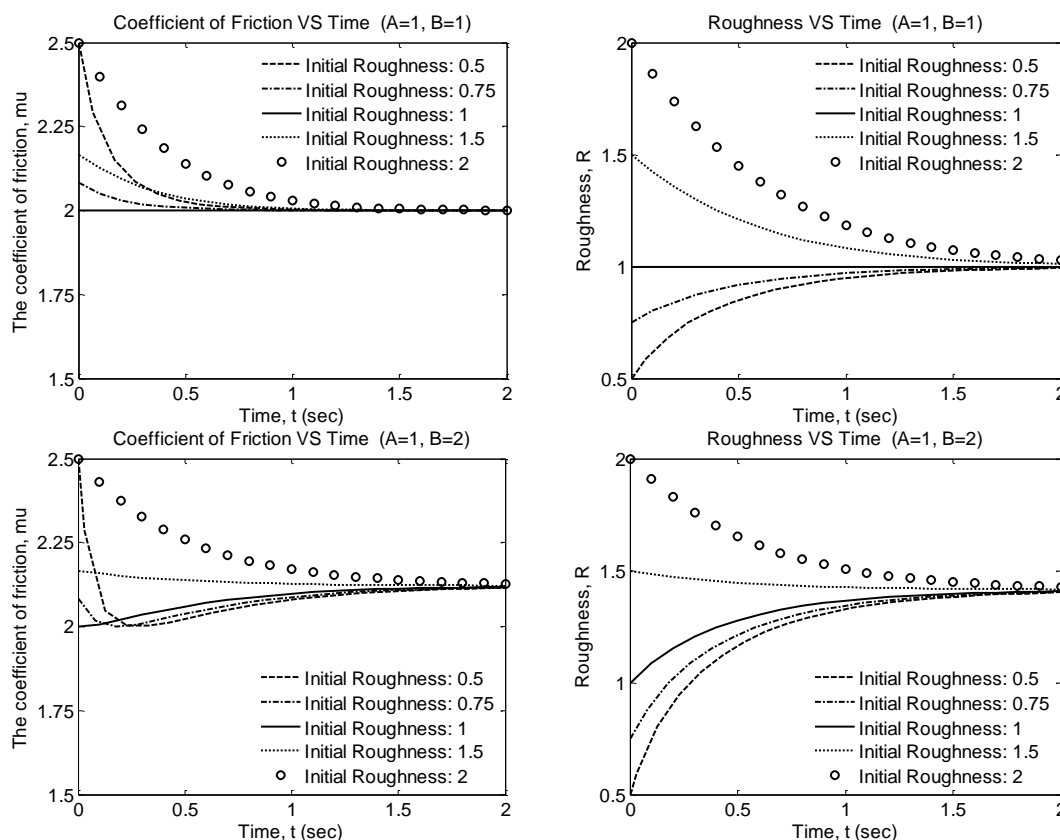 Coefficient of Friction VS Time (A=1, B=1)
The coefficient of friction, mu
2.5
2.25
2
1.75
1.5
Initial Roughness: 0.5
Initial Roughness: 0.75
Initial Roughness: 1
Initial Roughness: 1.5
Initial Roughness: 2
0 0.5 1 1.5 2
Time, t (sec)
Roughness VS Time (A=1, B=1)
Roughness, R
2
1.5
1
0.5
Initial Roughness: 0.5
Initial Roughness: 0.75
Initial Roughness: 1
Initial Roughness: 1.5
Initial Roughness: 2
0 0.5 1 1.5 2
Time, t (sec)
Coefficient of Friction VS Time (A=1, B=2)
The coefficient of friction, mu
2.5
2.25
2
1.75
1.5
Initial Roughness: 0.5
Initial Roughness: 0.75
Initial Roughness: 1
Initial Roughness: 1.5
Initial Roughness: 2
0 0.5 1 1.5 2
Time, t (sec)
Roughness VS Time (A=1, B=2)
Roughness, R
2
1.5
1
0.5
Initial Roughness: 0.5
Initial Roughness: 0.75
Initial Roughness: 1
Initial Roughness: 1.5
Initial Roughness: 2
0 0.5 1 1.5 2
Time, t (sec)